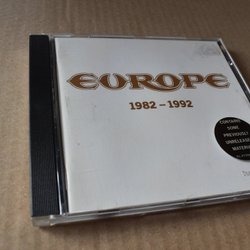 EUROPE
1982 - 1992
CONTAINS
SOME
PREVIOUSLY
UNRELEASED
MATERIAL